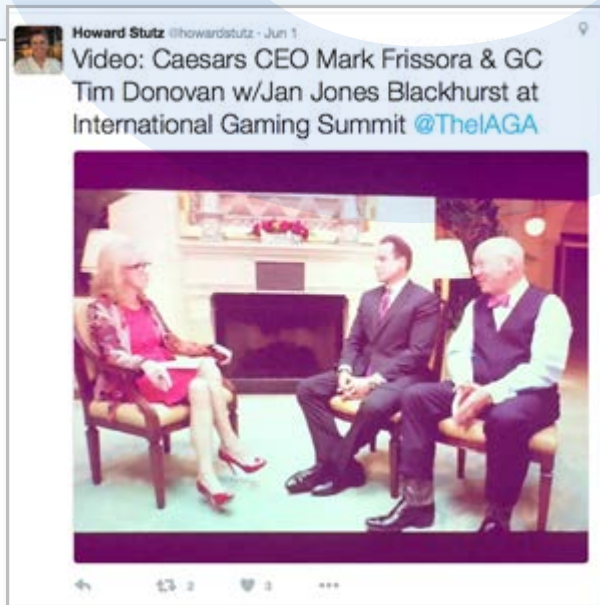 Howard Stutz @howardstutz · Jun 1
Video: Caesars CEO Mark Frissora & GC
Tim Donovan w/Jan Jones Blackhurst at
International Gaming Summit @TheIAGA
2
3